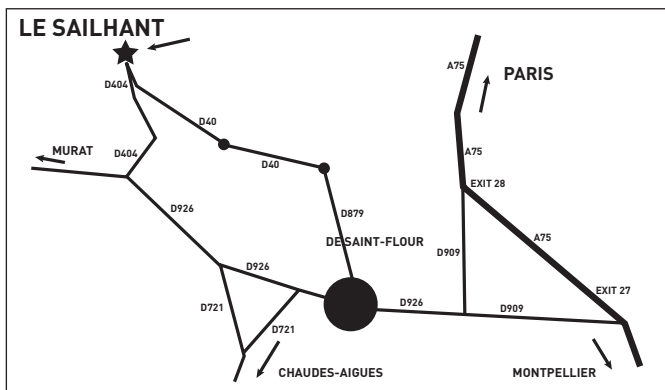 LE SAILHANT
A75
PARIS
D404
D40
MURAT
D404
D40
A75
EXIT 28
D926
D879
DE SAINT-FLOUR
A75
D926
D909
EXIT 27
D721
D926
D909
D721
CHAUDES-AIGUES
MONTPELLIER